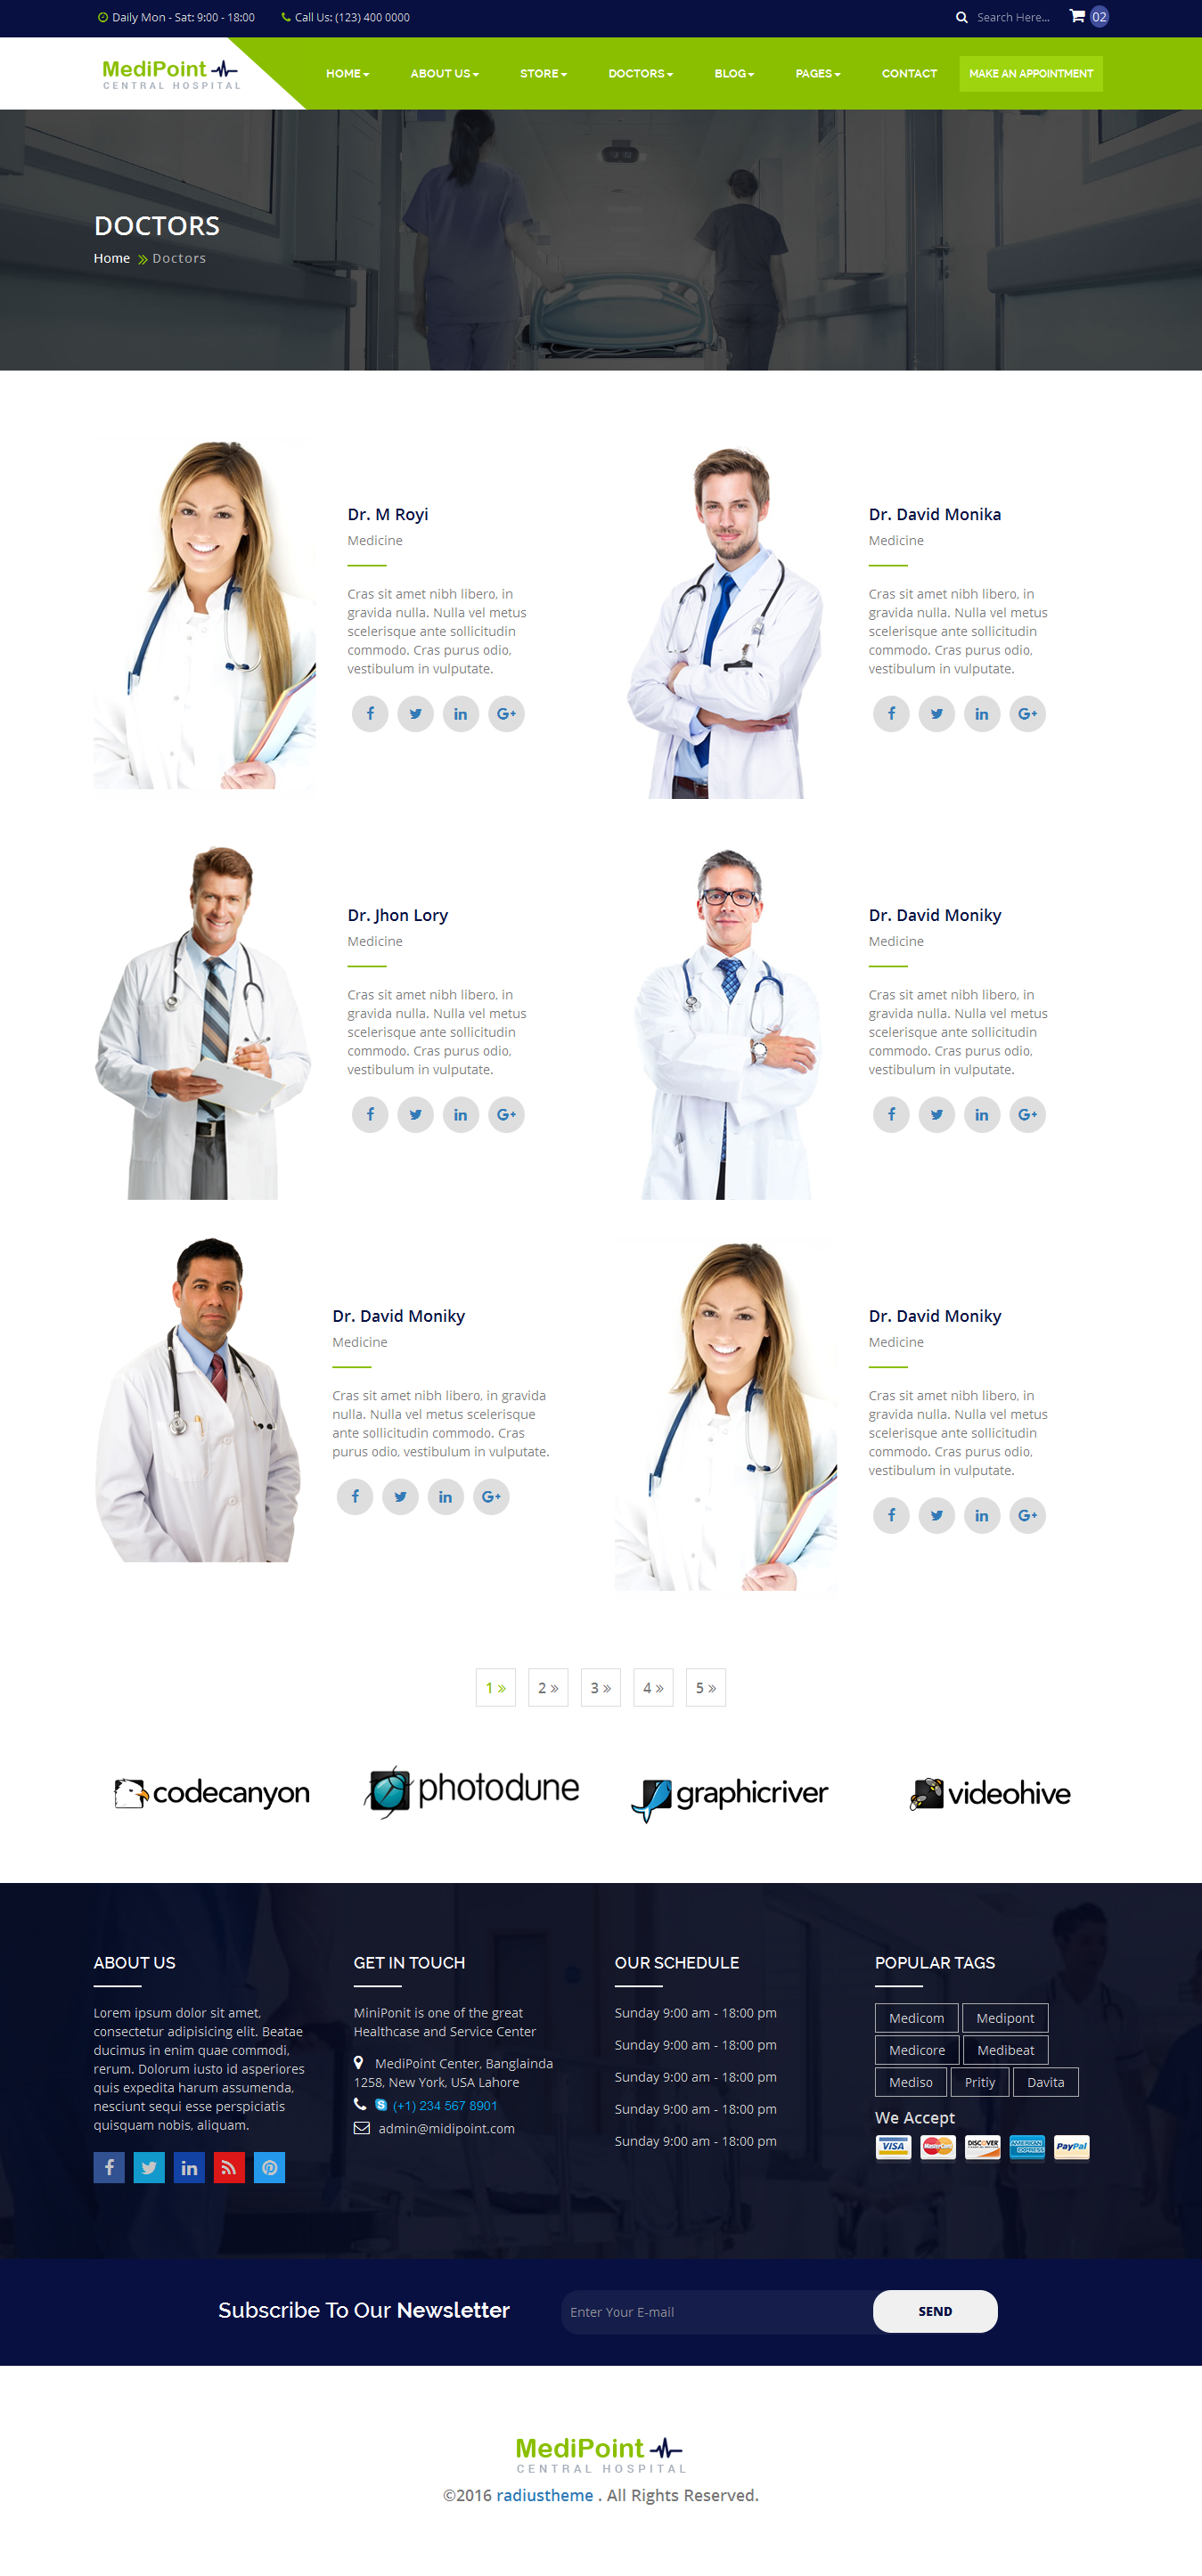 Daily Mon - Sat: 9:00 - 18:00 Call Us: (123) 400 0000 Search Here... 02
MediPoint
CENTRAL HOSPITAL
HOME ABOUT US STORE DOCTORS BLOG PAGES CONTACT MAKE AN APPOINTMENT
DOCTORS
Home » Doctors
Dr. M Royi
Medicine
Cras sit amet nibh libero, in
gravida nulla. Nulla vel metus
scelerisque ante sollicitudin
commodo. Cras purus odio,
vestibulum in vulputate.
Dr. David Monika
Medicine
Cras sit amet nibh libero, in
gravida nulla. Nulla vel metus
scelerisque ante sollicitudin
commodo. Cras purus odio,
vestibulum in vulputate.
Dr. Jhon Lory
Medicine
Cras sit amet nibh libero, in
gravida nulla. Nulla vel metus
scelerisque ante sollicitudin
commodo. Cras purus odio,
vestibulum in vulputate.
Dr. David Moniky
Medicine
Cras sit amet nibh libero, in
gravida nulla. Nulla vel metus
scelerisque ante sollicitudin
commodo. Cras purus odio,
vestibulum in vulputate.
Dr. David Moniky
Medicine
Cras sit amet nibh libero, in gravida
nulla. Nulla vel metus scelerisque
ante sollicitudin commodo. Cras
purus odio, vestibulum in vulputate.
Dr. David Moniky
Medicine
Cras sit amet nibh libero, in
gravida nulla. Nulla vel metus
scelerisque ante sollicitudin
commodo. Cras purus odio,
vestibulum in vulputate.
1 » 2 » 3 » 4 » 5 »
codecanyon photodune graphicriver videohive
ABOUT US
Lorem ipsum dolor sit amet,
consectetur adipisicing elit. Beatae
ducimus in enim quae commodi,
rerum. Dolorum iusto id asperiores
quis expedita harum assumenda,
nesciunt sequi esse perspiciatis
quisquam nobis, aliquam.
GET IN TOUCH
MiniPonit is one of the great
Healthcase and Service Center
MediPoint Center, Banglainda
1258, New York, USA Lahore
(+1) 234 567 8901
admin@midipoint.com
OUR SCHEDULE
Sunday 9:00 am - 18:00 pm
Sunday 9:00 am - 18:00 pm
Sunday 9:00 am - 18:00 pm
Sunday 9:00 am - 18:00 pm
Sunday 9:00 am - 18:00 pm
POPULAR TAGS
Medicom Medipont
Medicore Medibeat
Mediso Pritiy Davita
We Accept
VISA MasterCard DISCOVER AMERICAN EXPRESS PayPal
Subscribe To Our Newsletter Enter Your E-mail SEND
MediPoint
CENTRAL HOSPITAL
©2016 radiustheme . All Rights Reserved.